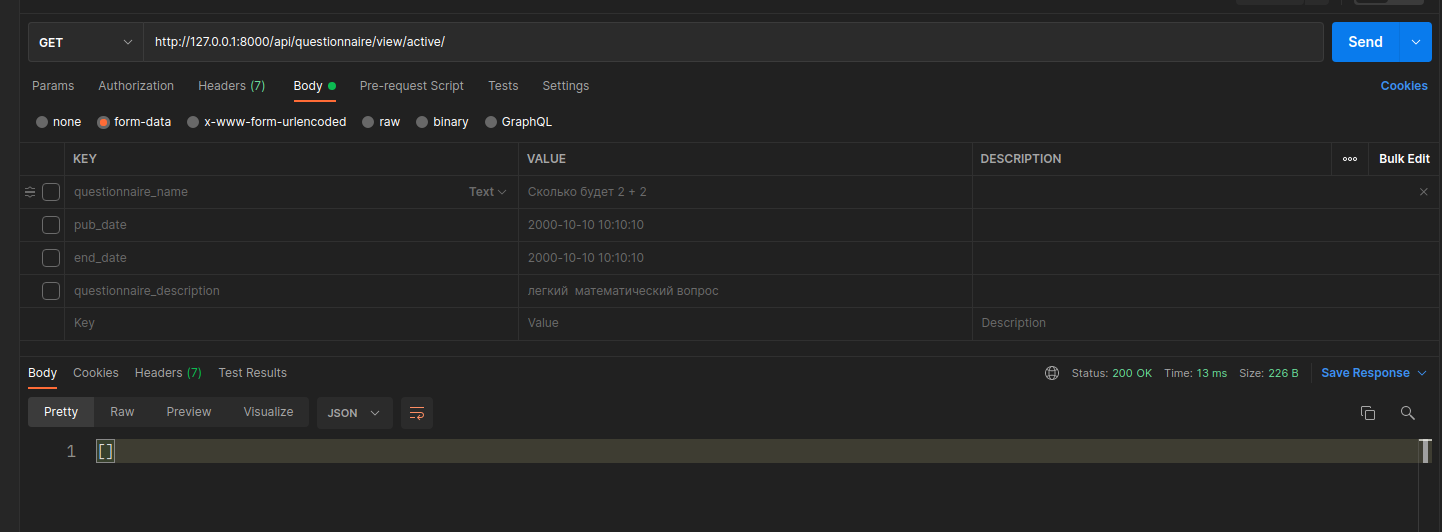 GET http://127.0.0.1:8000/api/questionnaire/view/active/ Send
Params Authorization Headers (7) Body Pre-request Script Tests Settings Cookies
none form-data x-www-form-urlencoded raw binary GraphQL
KEY VALUE DESCRIPTION ooo Bulk Edit
questionnaire_name Text Сколько будет 2 + 2
pub_date 2000-10-10 10:10:10
end_date 2000-10-10 10:10:10
questionnaire_description легкий  математический вопрос
Key Value Description
Body Cookies Headers (7) Test Results Status: 200 OK Time: 13 ms Size: 226 B Save Response
Pretty Raw Preview Visualize JSON
1 []